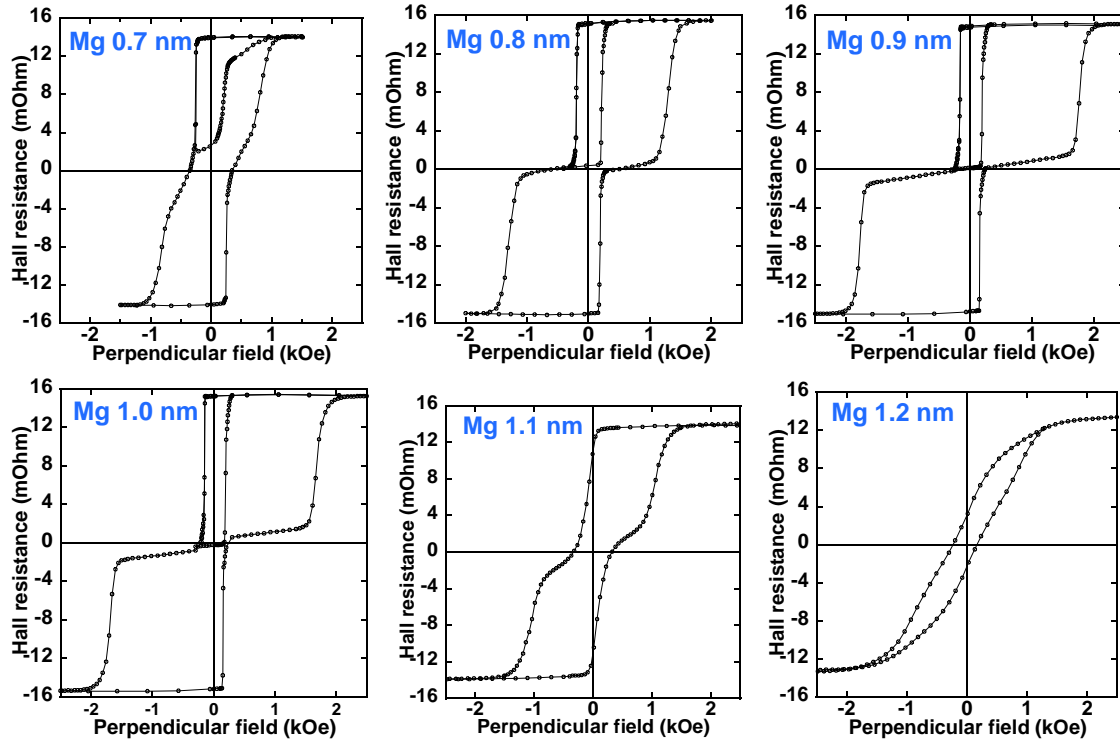 Mg 0.7 nm
Hall resistance (mOhm)
16
12
8
4
0
-4
-8
-12
-16
-2 -1 0 1 2
Perpendicular field (kOe)
Mg 0.8 nm
Hall resistance (mOhm)
16
12
8
4
0
-4
-8
-12
-16
-2 -1 0 1 2
Perpendicular field (kOe)
Mg 0.9 nm
Hall resistance (mOhm)
16
12
8
4
0
-4
-8
-12
-16
-2 -1 0 1 2
Perpendicular field (kOe)
Mg 1.0 nm
Hall resistance (mOhm)
16
12
8
4
0
-4
-8
-12
-16
-2 -1 0 1 2
Perpendicular field (kOe)
Mg 1.1 nm
Hall resistance (mOhm)
16
12
8
4
0
-4
-8
-12
-16
-2 -1 0 1 2
Perpendicular field (kOe)
Mg 1.2 nm
Hall resistance (mOhm)
16
12
8
4
0
-4
-8
-12
-16
-2 -1 0 1 2
Perpendicular field (kOe)